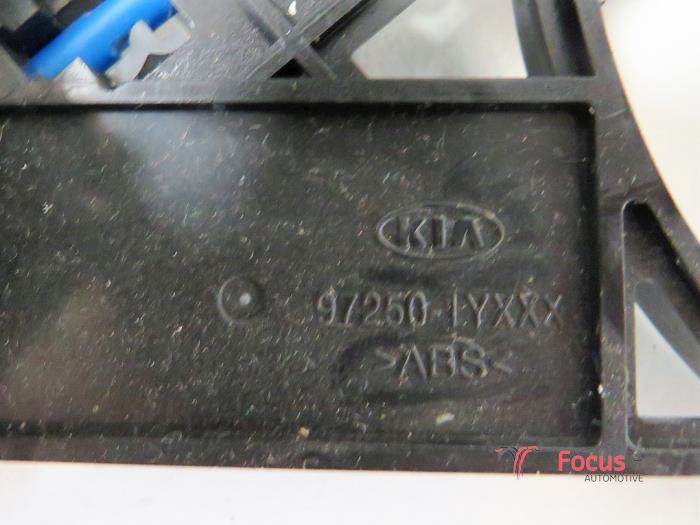 KIA
97250-1YXXX
>ABS<
Focus
AUTOMOTIVE